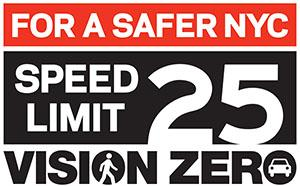 FOR A SAFER NYC
SPEED
LIMIT
25
VISION ZERO